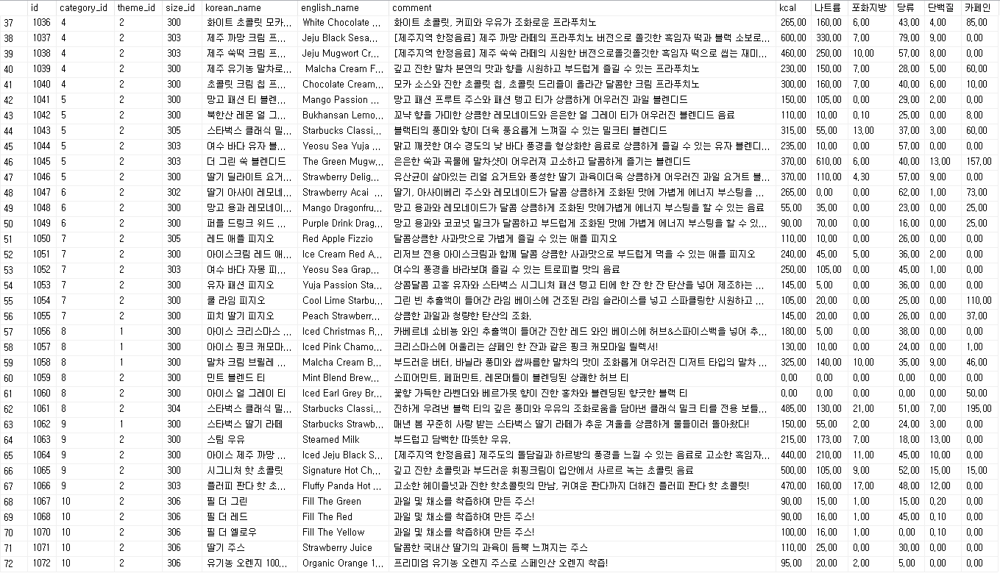 id category_id theme_id size_id korean_name english_name comment kcal 나트륨 포화지방 당류 단백질 카페인
37 1036 4 2 300 화이트 초콜릿 모카... White Chocolate ... 화이트 초콜릿, 커피와 우유가 조화로운 프라푸치노 265,00 160,00 6,00 43,00 4,00 85,00
38 1037 4 2 303 제주 까망 크림 프... Jeju Black Sesa... [제주지역 한정음료] 제주 까망 라떼의 프라푸치노 버전으로 쫄깃한 흑임자 떡과 블랙 소보로... 600,00 330,00 7,00 79,00 9,00 0,00
39 1038 4 2 303 제주 쑥떡 크림 프... Jeju Mugwort Cr... [제주지역 한정음료] 제주 쑥쑥 라떼의 시원한 버전으로쫄깃쫄깃한 흑임자 떡으로 씹는 재미... 460,00 250,00 10,00 57,00 8,00 0,00
40 1039 4 2 300 제주 유기농 말차로... Malcha Cream F... 깊고 진한 말차 본연의 맛과 향을 시원하고 부드럽게 즐길 수 있는 프라푸치노 230,00 150,00 7,00 28,00 5,00 60,00
41 1040 4 2 300 초콜릿 크림 칩 프... Chocolate Cream... 모카 소스와 진한 초콜릿 칩, 초콜릿 드리즐이 올라간 달콤한 크림 프라푸치노 300,00 160,00 7,00 40,00 6,00 10,00
42 1041 5 2 300 망고 패션 티 블렌... Mango Passion ... 망고 패션 프루트 주스와 패션 탱고 티가 상큼하게 어우러진 과일 블렌디드 150,00 105,00 0,00 29,00 2,00 0,00
43 1042 5 2 300 북한산 레몬 얼 그... Bukhansan Lemo... 꼬냑 향을 가미한 상큼한 레모네이드와 은은한 얼 그레이 티가 어우러진 블렌디드 음료 110,00 10,00 0,10 25,00 0,00 8,00
44 1043 5 2 305 스타벅스 클래식 밀... Starbucks Classi... 블랙티의 풍미와 향이 더욱 풍요롭게 느껴질 수 있는 밀크티 블렌디드 315,00 55,00 13,00 37,00 3,00 60,00
45 1044 5 2 303 여수 바다 유자 블... Yeosu Sea Yuja ... 맑고 깨끗한 여수 경도의 낮 바다 풍경을 형상화한 음료로 상큼하게 즐길 수 있는 유자 블렌디... 235,00 10,00 0,00 57,00 0,00 0,00
46 1045 5 2 303 더 그린 쑥 블렌디드 The Green Mugw... 은은한 쑥과 곡물에 말차샷이 어우러져 고소하고 달콤하게 즐기는 블렌디드 370,00 610,00 6,00 40,00 13,00 157,00
47 1046 5 2 300 딸기 딜라이트 요거... Strawberry Delig... 유산균이 살아있는 리얼 요거트와 풍성한 딸기 과육이더욱 상큼하게 어우러진 과일 요거트 블... 370,00 110,00 4,30 57,00 9,00 0,00
48 1047 6 2 302 딸기 아사이 레모네... Strawberry Acai ... 딸기, 아사이베리 주스와 레모네이드가 달콤 상큼하게 조화된 맛에 가볍게 에너지 부스팅을 ... 265,00 0,00 0,00 62,00 1,00 73,00
49 1048 6 2 300 망고 용과 레모네이... Mango Dragonfru... 망고 용과와 레모네이드가 달콤 상큼하게 조화된 맛에가볍게 에너지 부스팅을 할 수 있는 음료 55,00 35,00 0,00 23,00 0,00 25,00
50 1049 6 2 300 퍼플 드링크 위드 ... Purple Drink Drag... 망고 용과와 코코넛 밀크가 달콤하고 부드럽게 조화된 맛에 가볍게 에너지 부스팅을 할 수 있... 90,00 70,00 0,00 16,00 0,00 25,00
51 1050 7 2 305 레드 애플 피지오 Red Apple Fizzio 달콤상큼한 사과맛으로 가볍게 즐길 수 있는 애플 피지오 110,00 10,00 0,00 26,00 0,00 0,00
52 1051 7 2 300 아이스크림 레드 애... Ice Cream Red A... 리저브 전용 아이스크림과 함께 달콤 상큼한 사과맛으로 부드럽게 먹을 수 있는 애플 피지오 240,00 45,00 5,00 36,00 2,00 0,00
53 1052 7 2 303 여수 바다 자몽 피... Yeosu Sea Grap... 여수의 풍경을 바라보며 즐길 수 있는 트로피컬 맛의 음료 250,00 105,00 0,00 45,00 1,00 0,00
54 1053 7 2 300 유자 패션 피지오 Yuja Passion Sta... 상콤달콤 고흥 유자와 스타벅스 시그니처 패션 탱고 티에 한 잔 한 잔 탄산을 넣어 제조하는 ... 145,00 5,00 0,00 36,00 0,00 0,00
55 1054 7 2 300 쿨 라임 피지오 Cool Lime Starbu... 그린 빈 추출액이 들어간 라임 베이스에 건조된 라임 슬라이스를 넣고 스파클링한 시원하고 ... 105,00 20,00 0,00 25,00 0,00 110,00
56 1055 7 2 300 피치 딸기 피지오 Peach Strawberr... 상큼한 과일과 청량한 탄산의 조화, 145,00 20,00 0,00 26,00 0,00 37,00
57 1056 8 1 300 아이스 크리스마스 ... Iced Christmas R... 카베르네 쇼비뇽 와인 추출액이 들어간 진한 레드 와인 베이스에 허브&스파이스백을 넣어 추... 180,00 5,00 0,00 38,00 0,00 0,00
58 1057 8 1 300 아이스 핑크 캐모마... Iced Pink Chamo... 크리스마스에 어울리는 샴페인 한 잔과 같은 핑크 캐모마일 릴렉서! 130,00 10,00 0,00 24,00 0,00 1,00
59 1058 8 1 300 말차 크림 브륄레 ... Malcha Cream B... 부드러운 버터, 바닐라 풍미와 쌉싸름한 말차의 맛이 조화롭게 어우러진 디저트 타입의 말차 ... 325,00 140,00 10,00 35,00 9,00 46,00
60 1059 8 2 300 민트 블렌드 티 Mint Blend Brew... 스피어민트, 페퍼민트, 레몬머틀이 블렌딩된 상쾌한 허브 티 0,00 0,00 0,00 0,00 0,00 0,00
61 1060 8 2 300 아이스 얼 그레이 티 Iced Earl Grey Br... 꽃향 가득한 라벤더와 베르가못 향이 진한 홍차와 블렌딩된 향긋한 블랙 티 0,00 0,00 0,00 0,00 0,00 50,00
62 1061 8 2 304 스타벅스 클래식 밀... Starbucks Classi... 진하게 우려낸 블랙 티의 깊은 풍미와 우유의 조화로움을 담아낸 클래식 밀크 티를 전용 보틀... 485,00 130,00 21,00 51,00 7,00 195,00
63 1062 9 1 300 스타벅스 딸기 라떼 Starbucks Strawb... 매년 봄 꾸준히 사랑 받는 스타벅스 딸기 라떼가 추운 겨울을 상큼하게 물들이러 돌아왔다! 150,00 55,00 2,00 24,00 3,00 0,00
64 1063 9 2 300 스팀 우유 Steamed Milk 부드럽고 담백한 따뜻한 우유, 215,00 173,00 7,00 18,00 13,00 0,00
65 1064 9 2 303 아이스 제주 까망 ... Iced Jeju Black S... [제주지역 한정음료] 제주도의 돌담길과 하르방의 풍경을 느낄 수 있는 음료로 고소한 흑임자... 440,00 210,00 11,00 45,00 10,00 0,00
66 1065 9 2 300 시그니처 핫 초콜릿 Signature Hot Ch... 깊고 진한 초콜릿과 부드러운 휘핑크림이 입안에서 사르르 녹는 초콜릿 음료 500,00 105,00 9,00 52,00 15,00 15,00
67 1066 9 2 303 플러피 판다 핫 초... Fluffy Panda Hot ... 고소한 헤이즐넛과 진한 핫초콜릿의 만남, 귀여운 판다까지 더해진 플러피 판다 핫 초콜릿! 470,00 160,00 17,00 48,00 12,00 0,00
68 1067 10 2 306 필 더 그린 Fill The Green 과일 및 채소를 착즙하여 만든 주스! 90,00 15,00 1,00 15,00 0,20 0,00
69 1068 10 2 306 필 더 레드 Fill The Red 과일 및 채소를 착즙하여 만든 주스! 90,00 16,00 1,00 45,00 0,10 0,00
70 1070 10 2 306 필 더 옐로우 Fill The Yellow 과일 및 채소를 착즙하여 만든 주스! 100,00 16,00 1,00 0,00 0,10 0,00
71 1071 10 2 306 딸기 주스 Strawberry Juice 달콤한 국내산 딸기의 과육이 듬뿍 느껴지는 주스 110,00 25,00 0,00 30,00 0,00 0,00
72 1072 10 2 306 유기농 오렌지 100... Organic Orange 1... 프리미엄 유기농 오렌지 주스로 스페인산 오렌지 착즙! 95,00 20,00 2,00 5,00 0,00 0,00